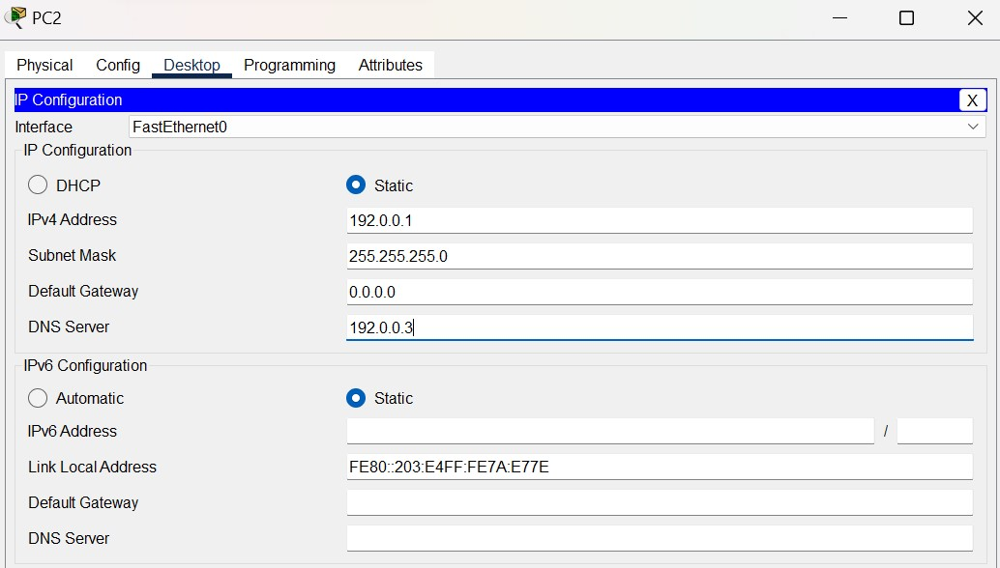 PC2
Physical Config Desktop Programming Attributes
IP Configuration X
Interface FastEthernet0
IP Configuration
DHCP Static
IPv4 Address 192.0.0.1
Subnet Mask 255.255.255.0
Default Gateway 0.0.0.0
DNS Server 192.0.0.3
IPv6 Configuration
Automatic Static
IPv6 Address /
Link Local Address FE80::203:E4FF:FE7A:E77E
Default Gateway
DNS Server